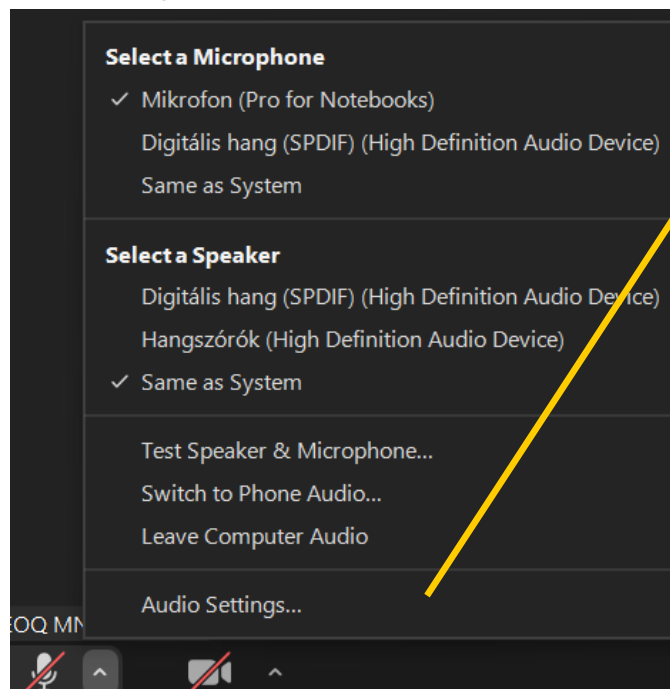 Select a Microphone
Mikrofon (Pro for Notebooks)
Digitális hang (SPDIF) (High Definition Audio Device)
Same as System
Select a Speaker
Digitális hang (SPDIF) (High Definition Audio Device)
Hangszórók (High Definition Audio Device)
Same as System
Test Speaker & Microphone...
Switch to Phone Audio...
Leave Computer Audio
Audio Settings...
EOQ MN